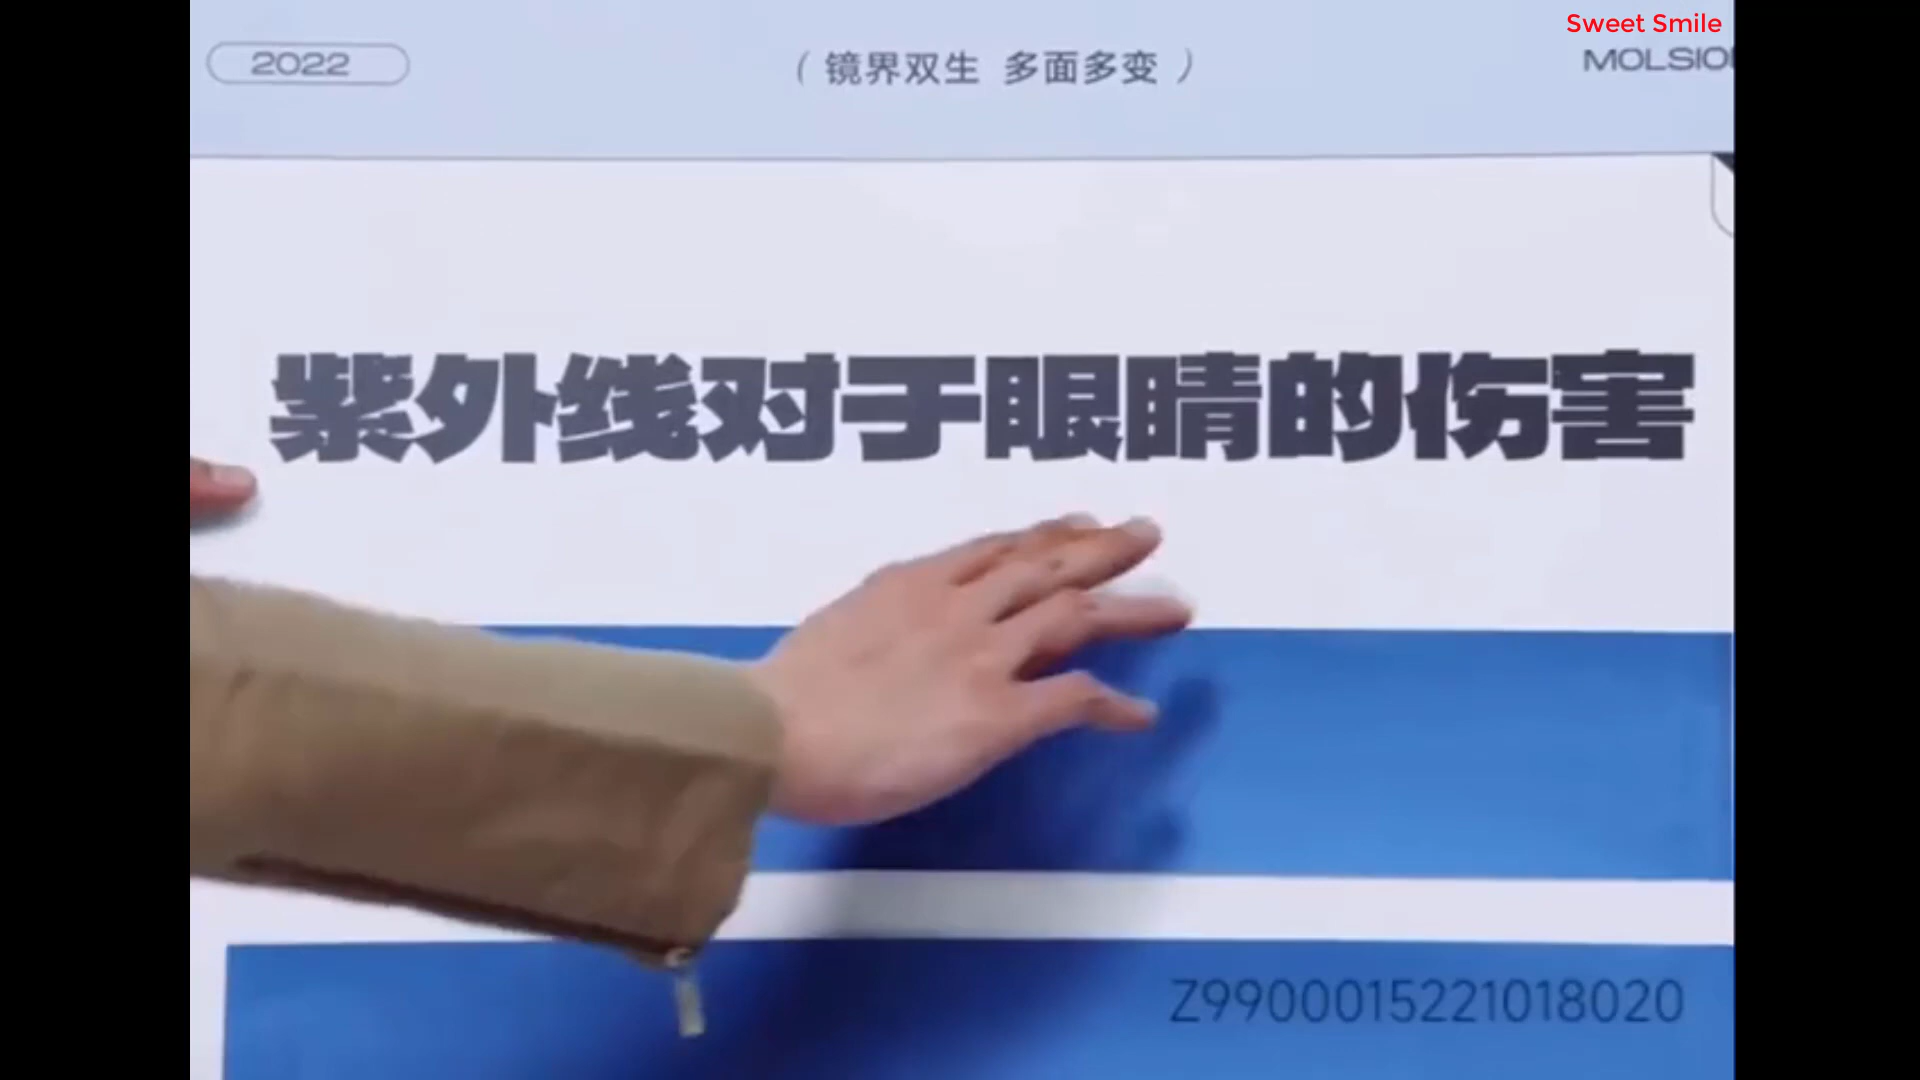 Sweet Smile
2022
（ 镜界双生 多面多变 ）
MOLSIO
紫外线对于眼睛的伤害
Z9900015221018020